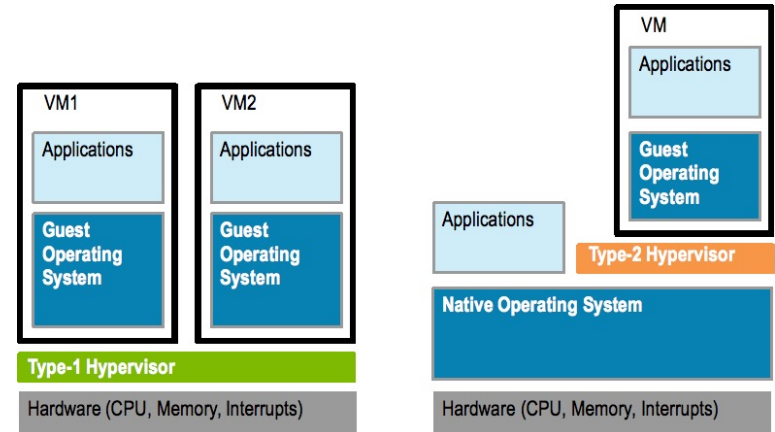 VM1
Applications
Guest
Operating
System
VM2
Applications
Guest
Operating
System
Type-1 Hypervisor
Hardware (CPU, Memory, Interrupts)
VM
Applications
Guest
Operating
System
Applications
Type-2 Hypervisor
Native Operating System
Hardware (CPU, Memory, Interrupts)